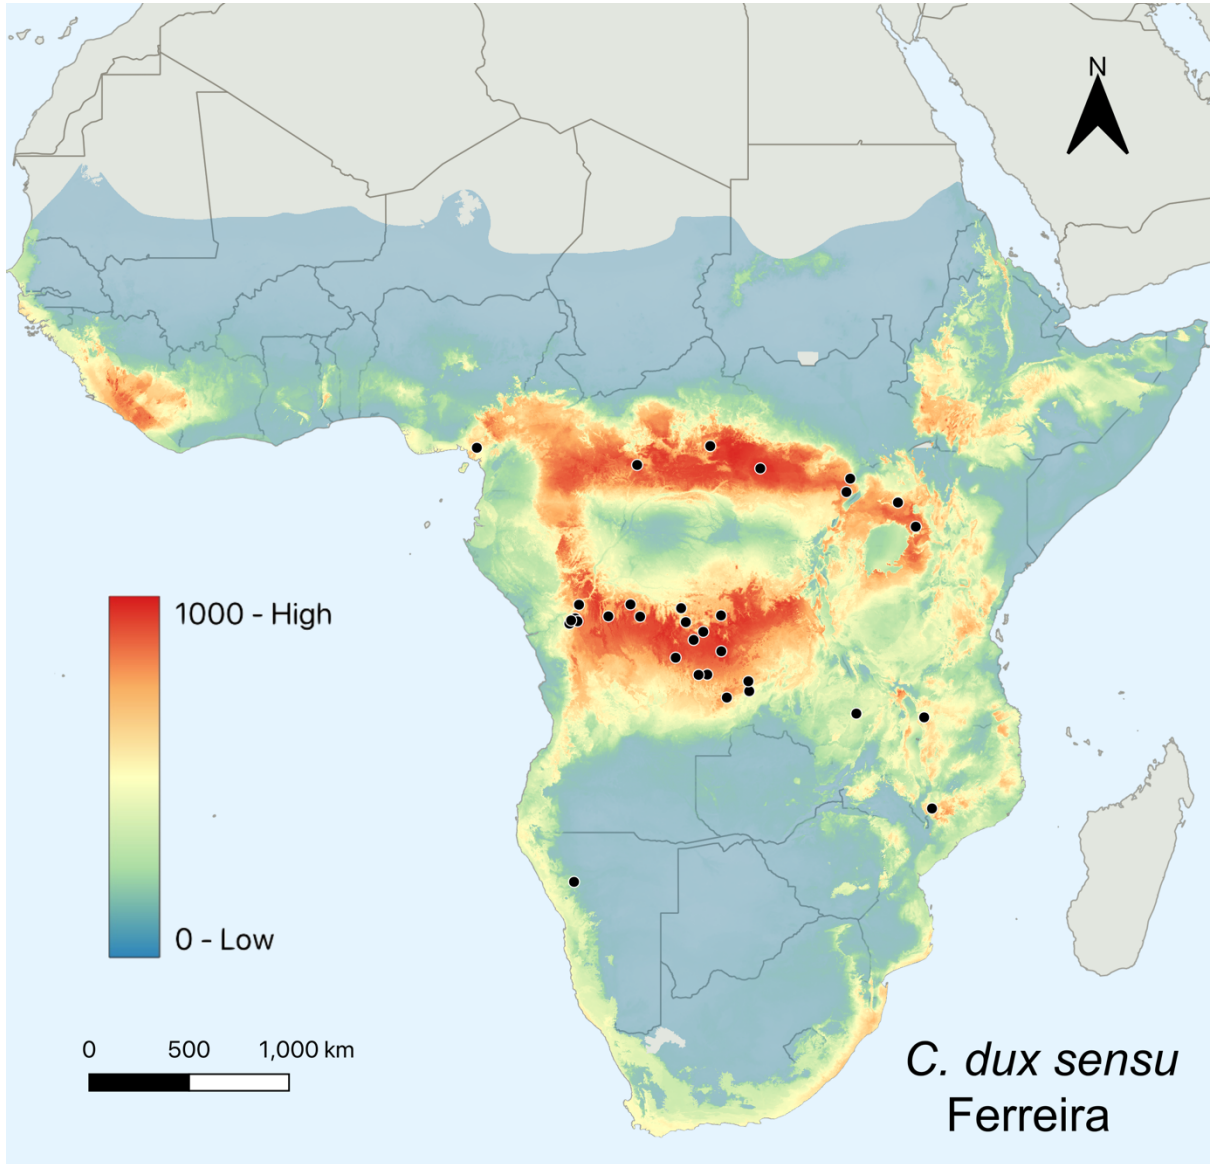 N
1000 - High
0 - Low
0 500 1,000 km
C. dux sensu
Ferreira